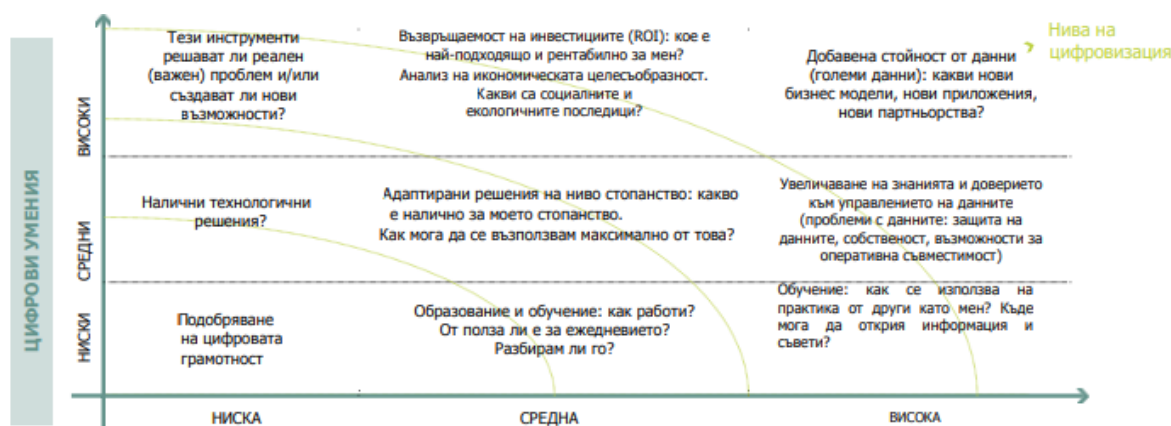 Тези инструменти
решават ли реален
(важен) проблем и/или
създават ли нови
възможности?
Възвръщаемост на инвестициите (ROI): кое е
най-подходящо и рентабилно за мен?
Анализ на икономическата целесъобразност.
Какви са социалните и
екологичните последици?
Добавена стойност от данни
(големи данни): какви нови
бизнес модели, нови приложения,
нови партньорства?
Нива на
цифровизация
ЦИФРОВИ УМЕНИЯ
ВИСОКИ
Налични технологични
решения?
Адаптирани решения на ниво стопанство: какво
е налично за моето стопанство.
Как мога да се възползвам максимално от това?
Увеличаване на знанията и доверието
към управлението на данните
(проблеми с данните: защита на
данните, собственост, възможности за
оперативна съвместимост)
СРЕДНИ
Подобряване
на цифровата
грамотност
Образование и обучение: как работи?
От полза ли е за ежедневието?
Разбирам ли го?
Обучение: как се използва на
практика от други като мен? Къде
мога да открия информация и
съвети?
НИСКИ
НИСКА
СРЕДНА
ВИСОКА